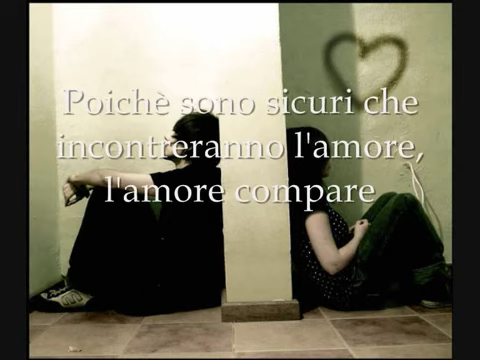 Poichè sono sicuri che
incontreranno l'amore,
l'amore compare